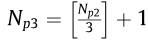 N_{p3} = [N_{p2}/3] + 1